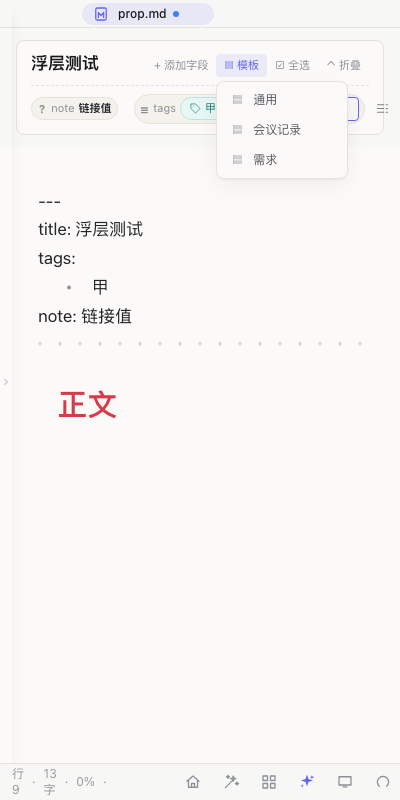 prop.md
浮层测试
+ 添加字段 模板 全选 折叠
? note 链接值 tags 甲
通用
会议记录
需求
---
title: 浮层测试
tags:
• 甲
note: 链接值
正文
行 9 · 13 字 · 0% ·